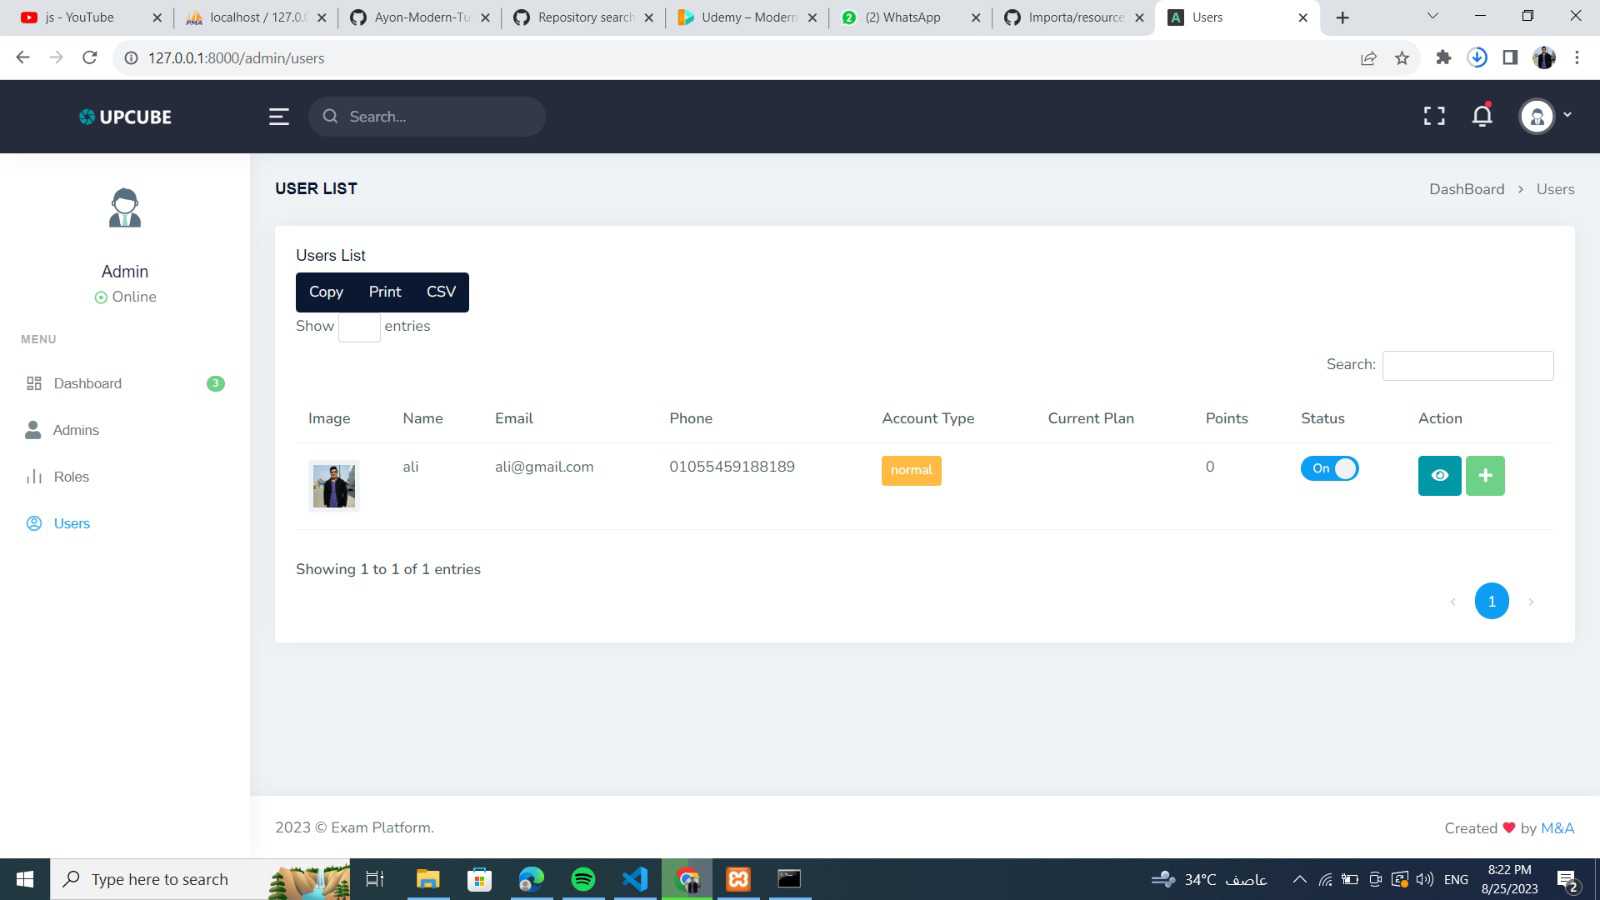 js - YouTube
localhost / 127.0.0
Ayon-Modern-Tu
Repository search
Udemy – Modern
(2) WhatsApp
Importa/resource
Users
127.0.0.1:8000/admin/users
UPCUBE
Search...
USER LIST
DashBoard > Users
Admin
Online
MENU
Dashboard 3
Admins
Roles
Users
Users List
Copy Print CSV
Show entries
Search:
Image Name Email Phone Account Type Current Plan Points Status Action
ali ali@gmail.com 01055459188189 normal 0 On
Showing 1 to 1 of 1 entries
1
2023 © Exam Platform.
Created ♥ by M&A
Type here to search
34°C عاصف
ENG
8:22 PM
8/25/2023
2